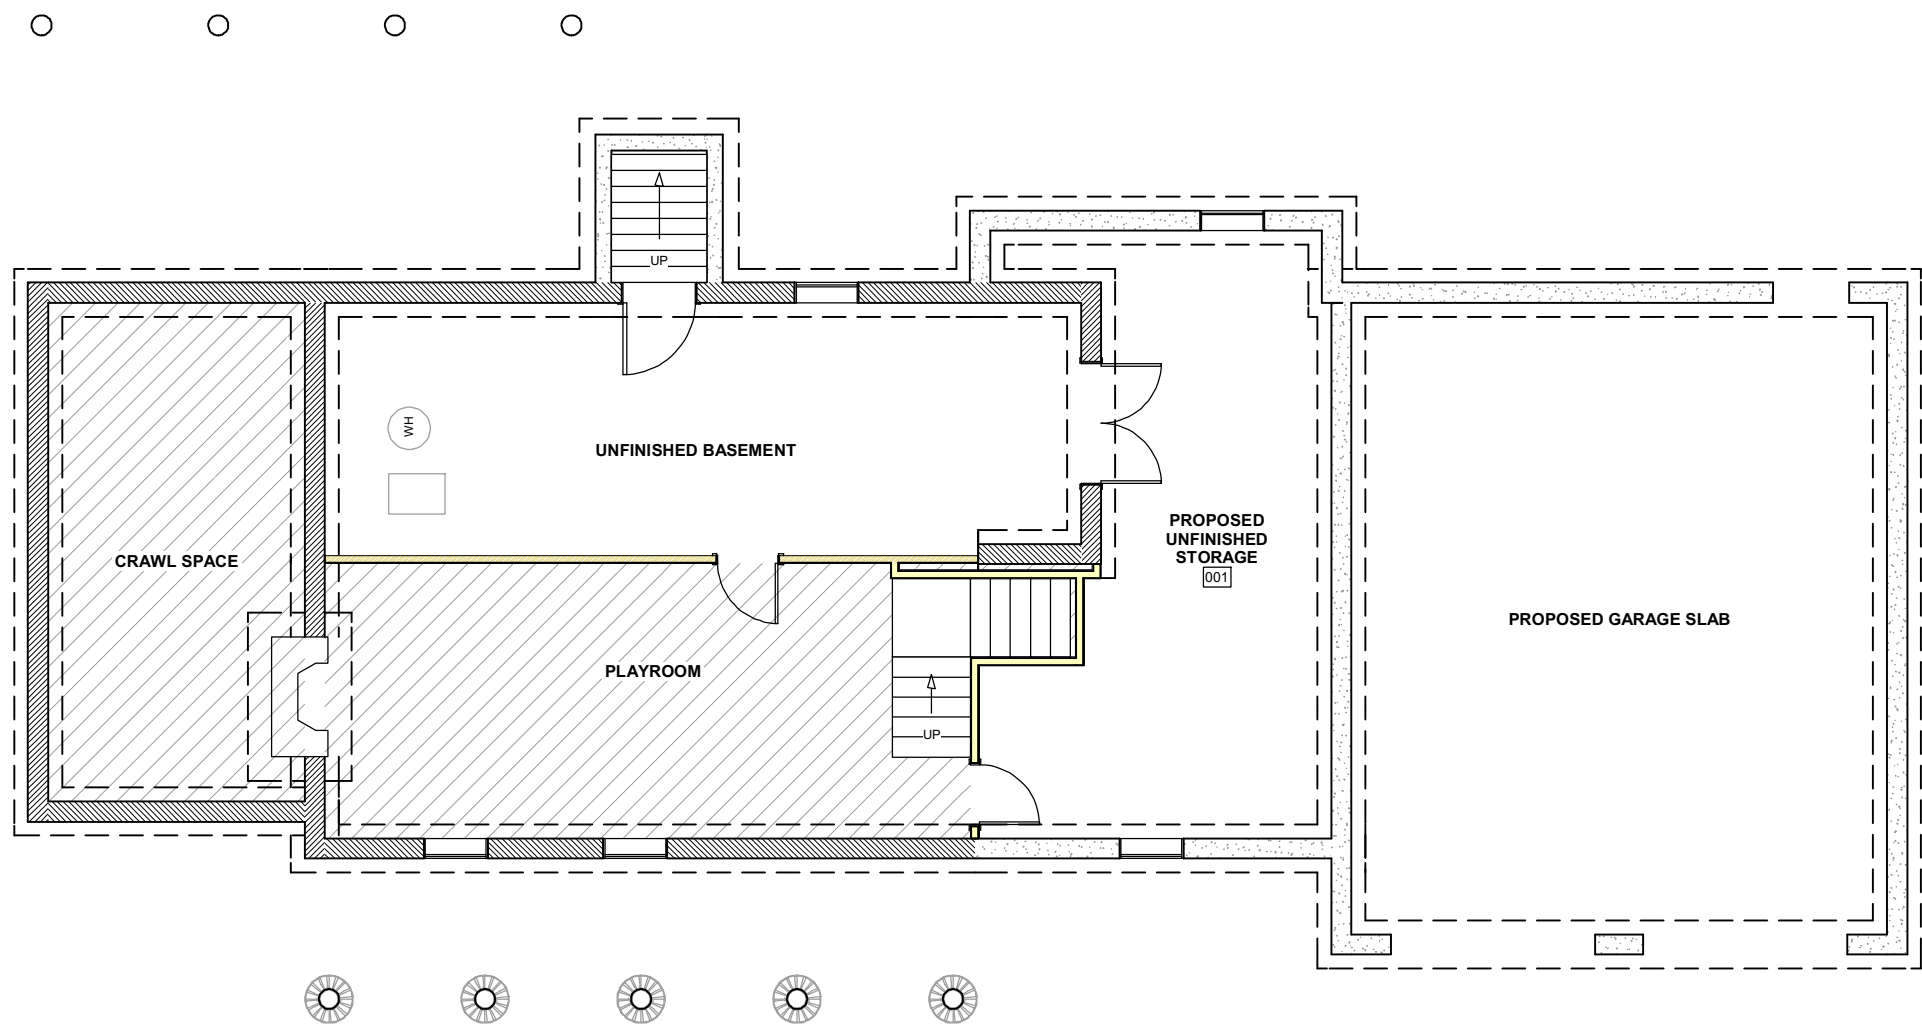 UP
WH
UNFINISHED BASEMENT
CRAWL SPACE
PROPOSED
UNFINISHED
STORAGE
001
PROPOSED GARAGE SLAB
PLAYROOM
UP